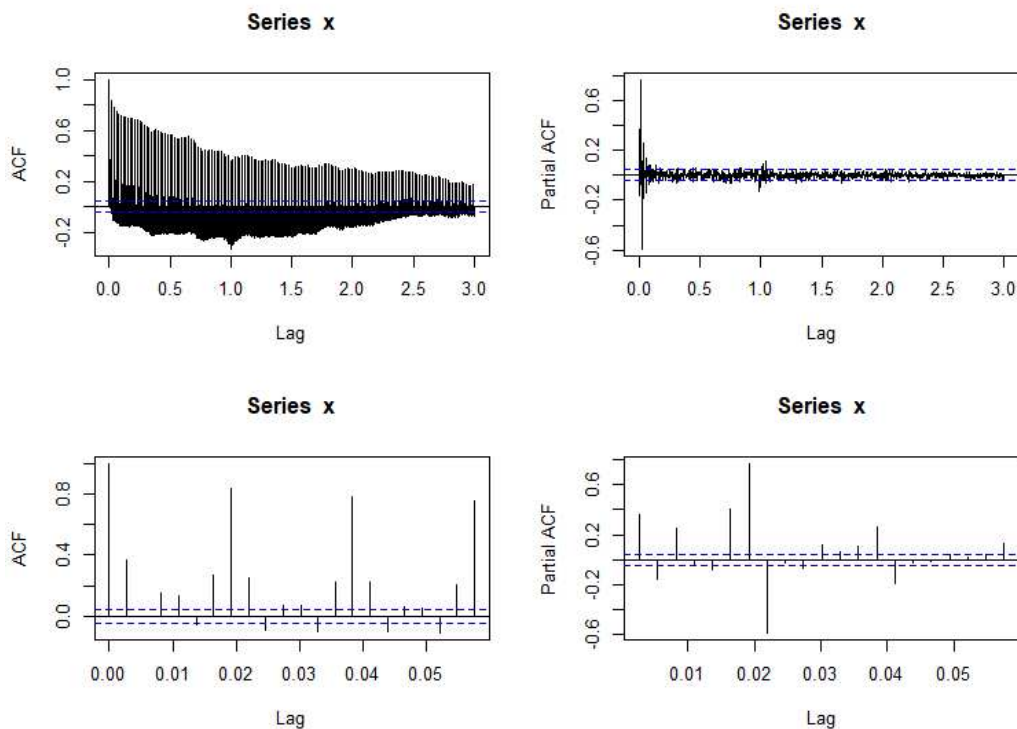 Series x
ACF
1.0
0.6
0.2
-0.2
0.0 0.5 1.0 1.5 2.0 2.5 3.0
Lag
Series x
Partial ACF
0.6
0.2
-0.2
-0.6
0.0 0.5 1.0 1.5 2.0 2.5 3.0
Lag
Series x
ACF
0.8
0.4
0.0
0.00 0.01 0.02 0.03 0.04 0.05
Lag
Series x
Partial ACF
0.6
0.2
-0.2
-0.6
0.01 0.02 0.03 0.04 0.05
Lag